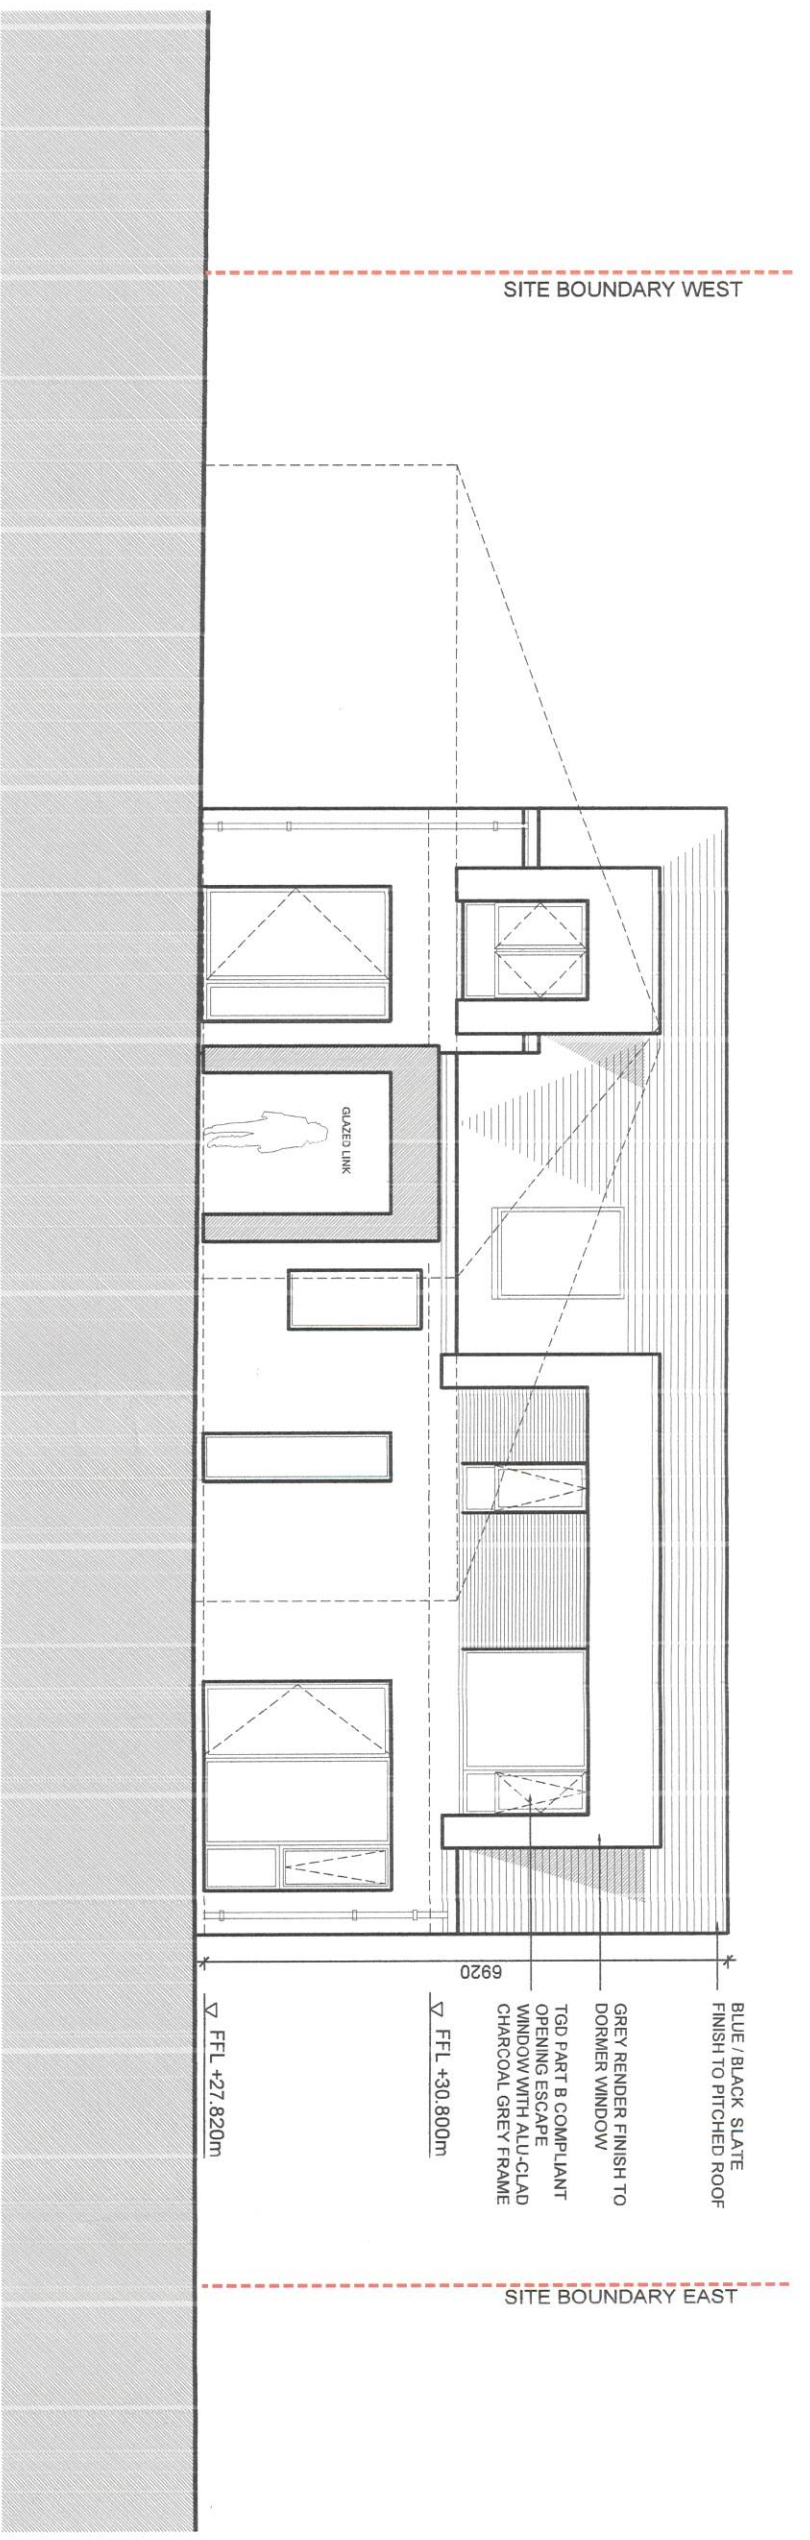 SITE BOUNDARY WEST
GLAZED LINK
BLUE / BLACK SLATE
FINISH TO PITCHED ROOF
GREY RENDER FINISH TO
DORMER WINDOW
TGD PART B COMPLIANT
OPENING ESCAPE
WINDOW WITH ALU-CLAD
CHARCOAL GREY FRAME
6920
FFL +30.800m
FFL +27.820m
SITE BOUNDARY EAST